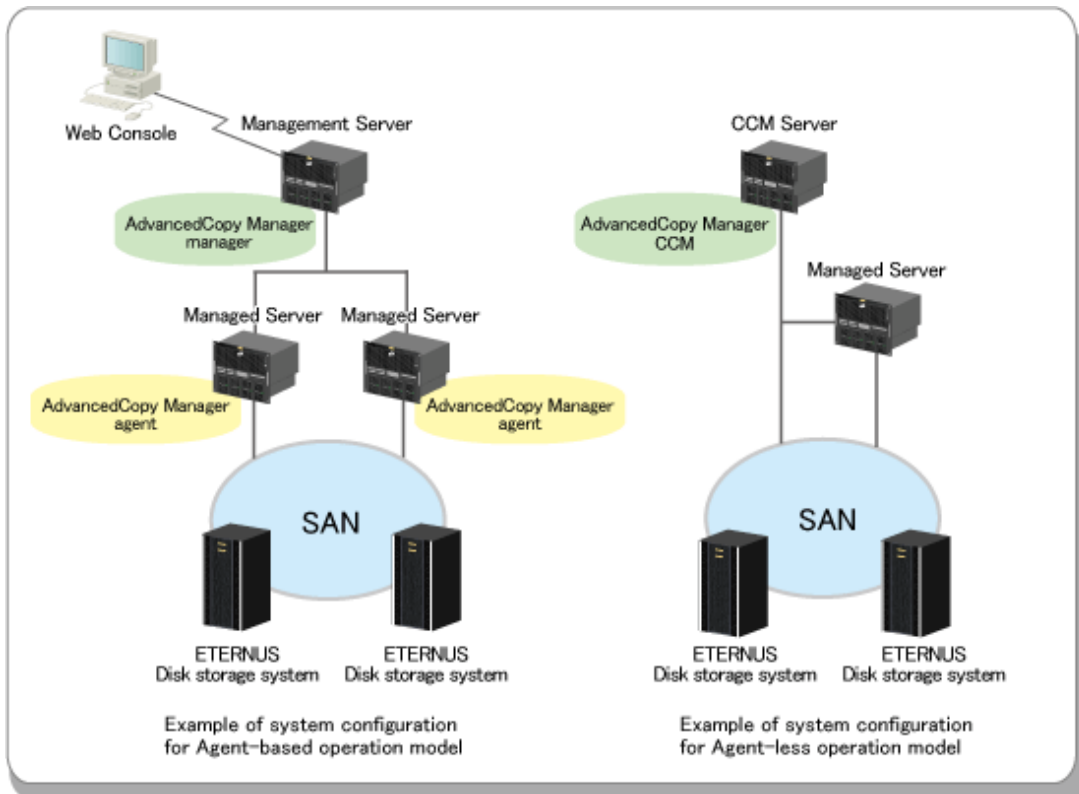 Web Console
Management Server
AdvancedCopy Manager
manager
Managed Server
Managed Server
AdvancedCopy Manager
agent
AdvancedCopy Manager
agent
SAN
ETERNUS
Disk storage system
ETERNUS
Disk storage system
Example of system configuration
for Agent-based operation model
CCM Server
AdvancedCopy Manager
CCM
Managed Server
SAN
ETERNUS
Disk storage system
ETERNUS
Disk storage system
Example of system configuration
for Agent-less operation model